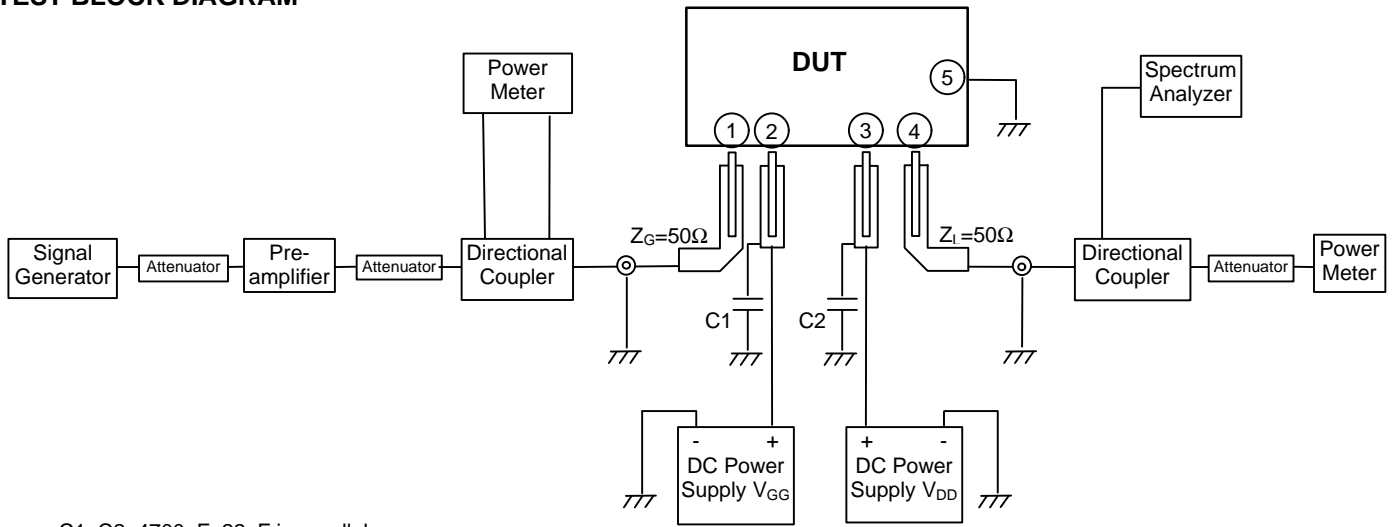 TEST BLOCK DIAGRAM
DUT
Power
Meter
Spectrum
Analyzer
5
1
2
3
4
Signal
Generator
Attenuator
Pre-
amplifier
Attenuator
Directional
Coupler
ZG=50Ω
ZL=50Ω
Directional
Coupler
Attenuator
Power
Meter
C1
C2
- +
DC Power
Supply VGG
+ -
DC Power
Supply VDD